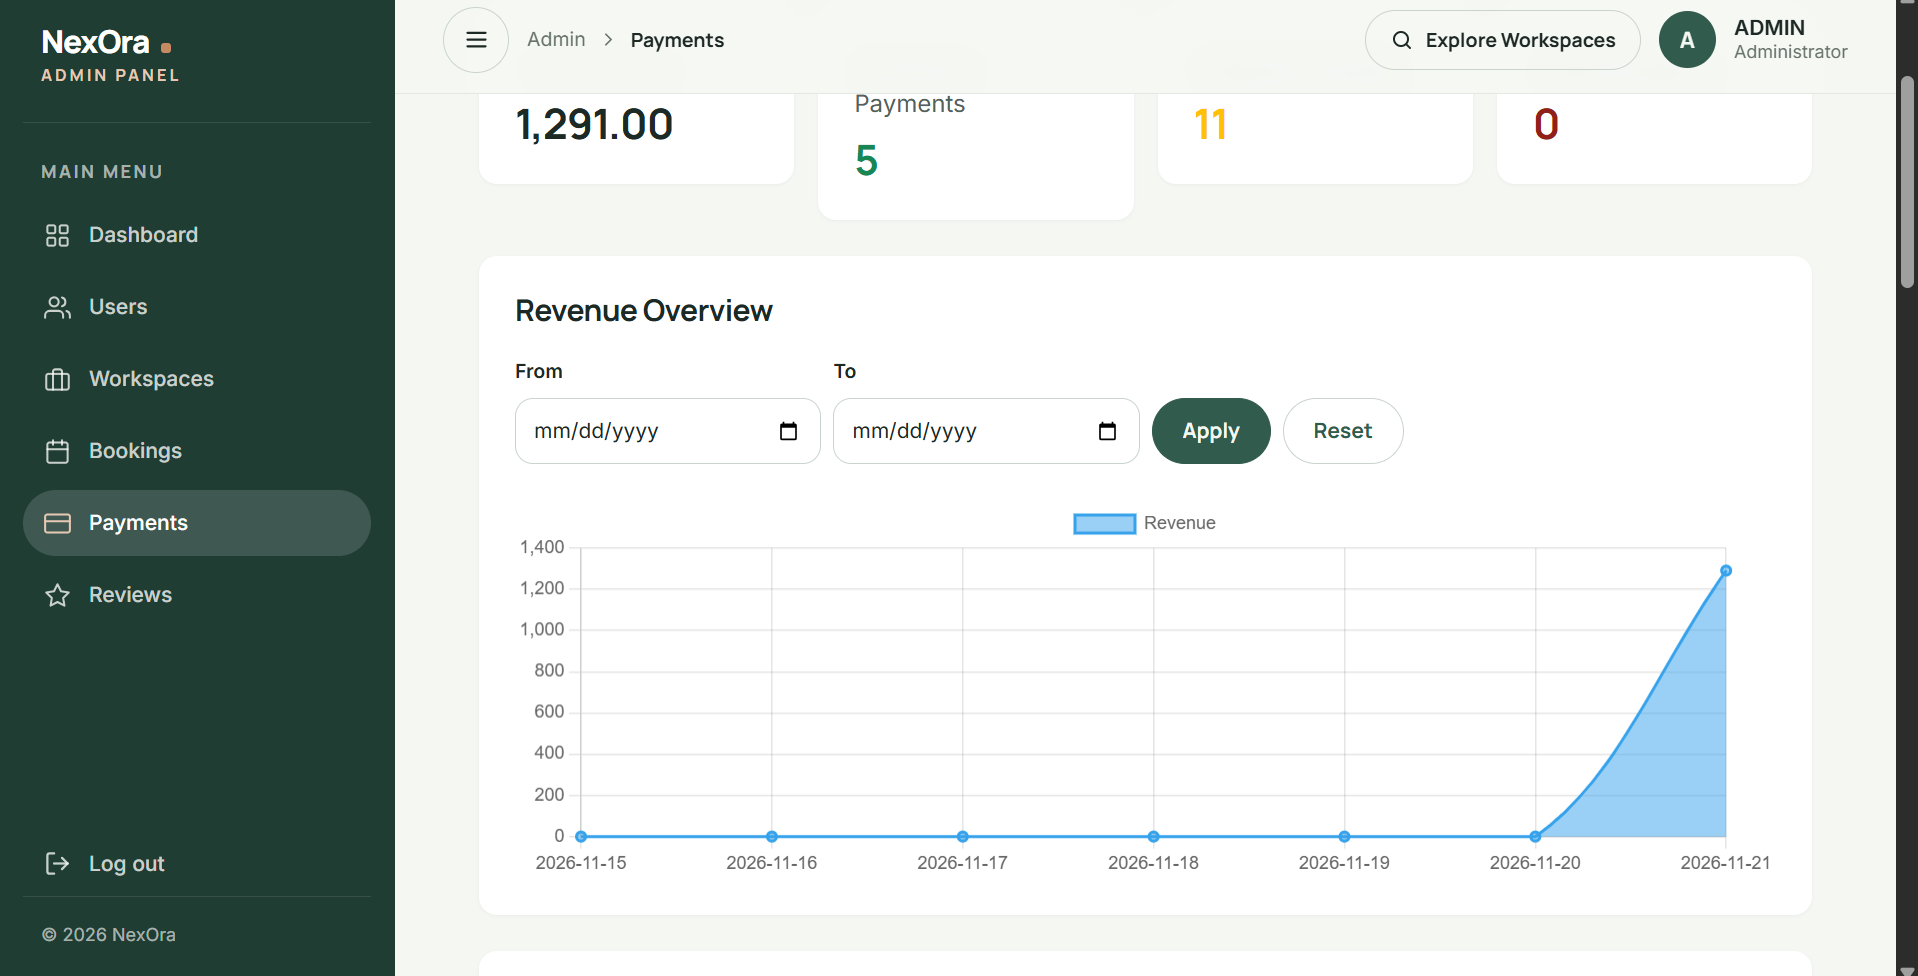 NexOra
ADMIN PANEL
MAIN MENU
Dashboard
Users
Workspaces
Bookings
Payments
Reviews
Log out
© 2026 NexOra
Admin > Payments
Explore Workspaces
A
ADMIN
Administrator
1,291.00
Payments
5
11
0
Revenue Overview
From
To
mm/dd/yyyy
mm/dd/yyyy
Apply
Reset
Revenue
1,400
1,200
1,000
800
600
400
200
0
2026-11-15
2026-11-16
2026-11-17
2026-11-18
2026-11-19
2026-11-20
2026-11-21